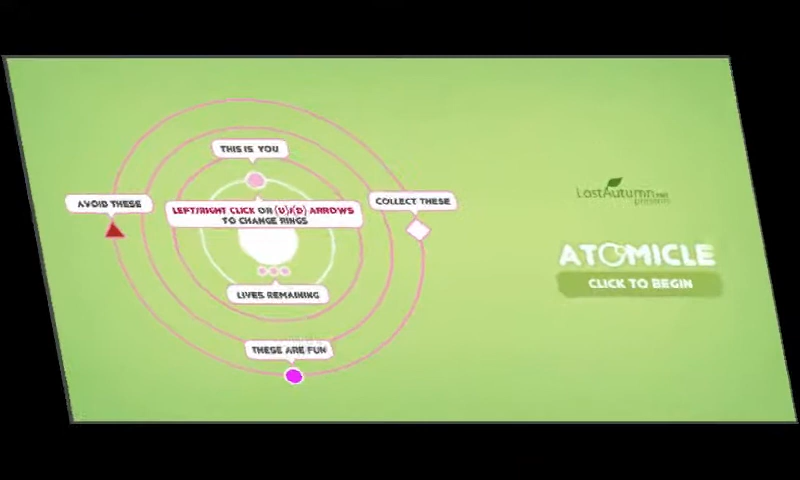 THIS IS YOU
AVOID THESE
COLLECT THESE
LEFT/RIGHT CLICK OR (U)/(D) ARROWS
TO CHANGE RINGS
LIVES REMAINING
THESE ARE FUN
LostAutumn
presents
ATOMICLE
CLICK TO BEGIN